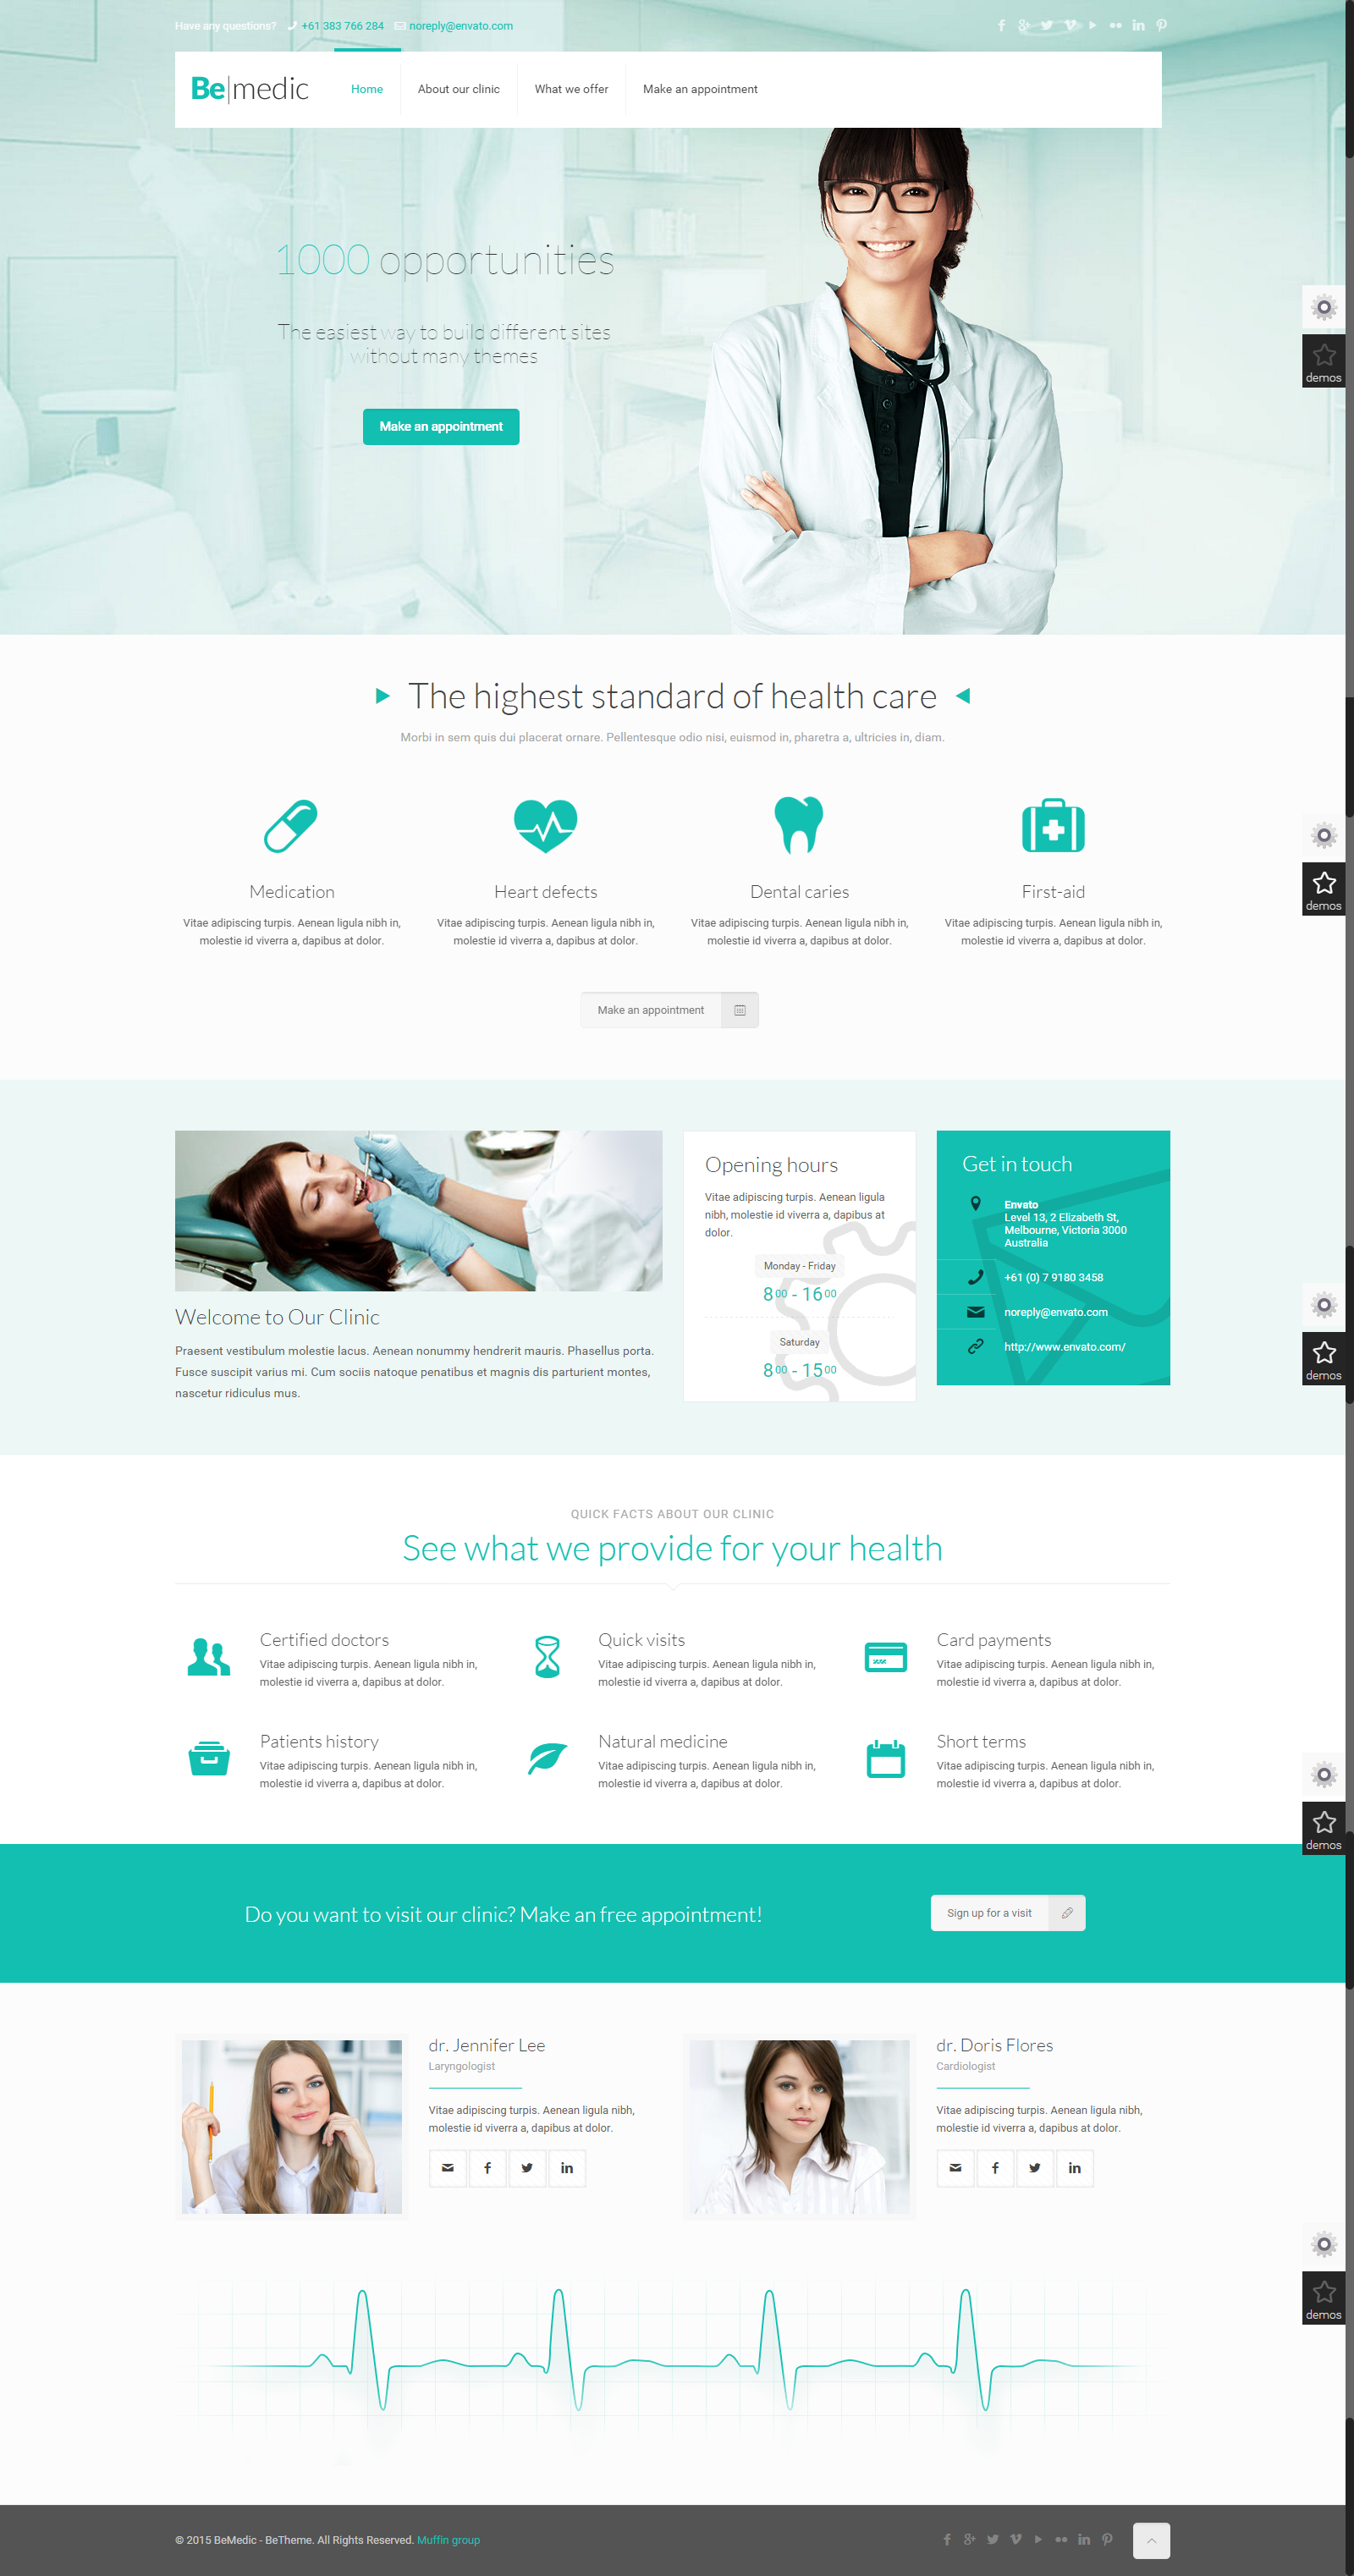 Have any questions? +61 383 766 284 noreply@envato.com
Be|medic
Home
About our clinic
What we offer
Make an appointment
1000 opportunities
The easiest way to build different sites
without many themes
Make an appointment
demos
The highest standard of health care
Morbi in sem quis dui placerat ornare. Pellentesque odio nisi, euismod in, pharetra a, ultricies in, diam.
Medication
Vitae adipiscing turpis. Aenean ligula nibh in,
molestie id viverra a, dapibus at dolor.
Heart defects
Vitae adipiscing turpis. Aenean ligula nibh in,
molestie id viverra a, dapibus at dolor.
Dental caries
Vitae adipiscing turpis. Aenean ligula nibh in,
molestie id viverra a, dapibus at dolor.
First-aid
Vitae adipiscing turpis. Aenean ligula nibh in,
molestie id viverra a, dapibus at dolor.
demos
Make an appointment
Welcome to Our Clinic
Praesent vestibulum molestie lacus. Aenean nonummy hendrerit mauris. Phasellus porta.
Fusce suscipit varius mi. Cum sociis natoque penatibus et magnis dis parturient montes,
nascetur ridiculus mus.
Opening hours
Vitae adipiscing turpis. Aenean ligula
nibh, molestie id viverra a, dapibus at
dolor.
Monday - Friday
8 00 - 16 00
Saturday
8 00 - 15 00
Get in touch
Envato
Level 13, 2 Elizabeth St,
Melbourne, Victoria 3000
Australia
+61 (0) 7 9180 3458
noreply@envato.com
http://www.envato.com/
demos
QUICK FACTS ABOUT OUR CLINIC
See what we provide for your health
Certified doctors
Vitae adipiscing turpis. Aenean ligula nibh in,
molestie id viverra a, dapibus at dolor.
Quick visits
Vitae adipiscing turpis. Aenean ligula nibh in,
molestie id viverra a, dapibus at dolor.
Card payments
Vitae adipiscing turpis. Aenean ligula nibh in,
molestie id viverra a, dapibus at dolor.
Patients history
Vitae adipiscing turpis. Aenean ligula nibh in,
molestie id viverra a, dapibus at dolor.
Natural medicine
Vitae adipiscing turpis. Aenean ligula nibh in,
molestie id viverra a, dapibus at dolor.
Short terms
Vitae adipiscing turpis. Aenean ligula nibh in,
molestie id viverra a, dapibus at dolor.
demos
Do you want to visit our clinic? Make an free appointment!
Sign up for a visit
dr. Jennifer Lee
Laryngologist
Vitae adipiscing turpis. Aenean ligula nibh,
molestie id viverra a, dapibus at dolor.
dr. Doris Flores
Cardiologist
Vitae adipiscing turpis. Aenean ligula nibh,
molestie id viverra a, dapibus at dolor.
demos
© 2015 BeMedic - BeTheme. All Rights Reserved. Muffin group